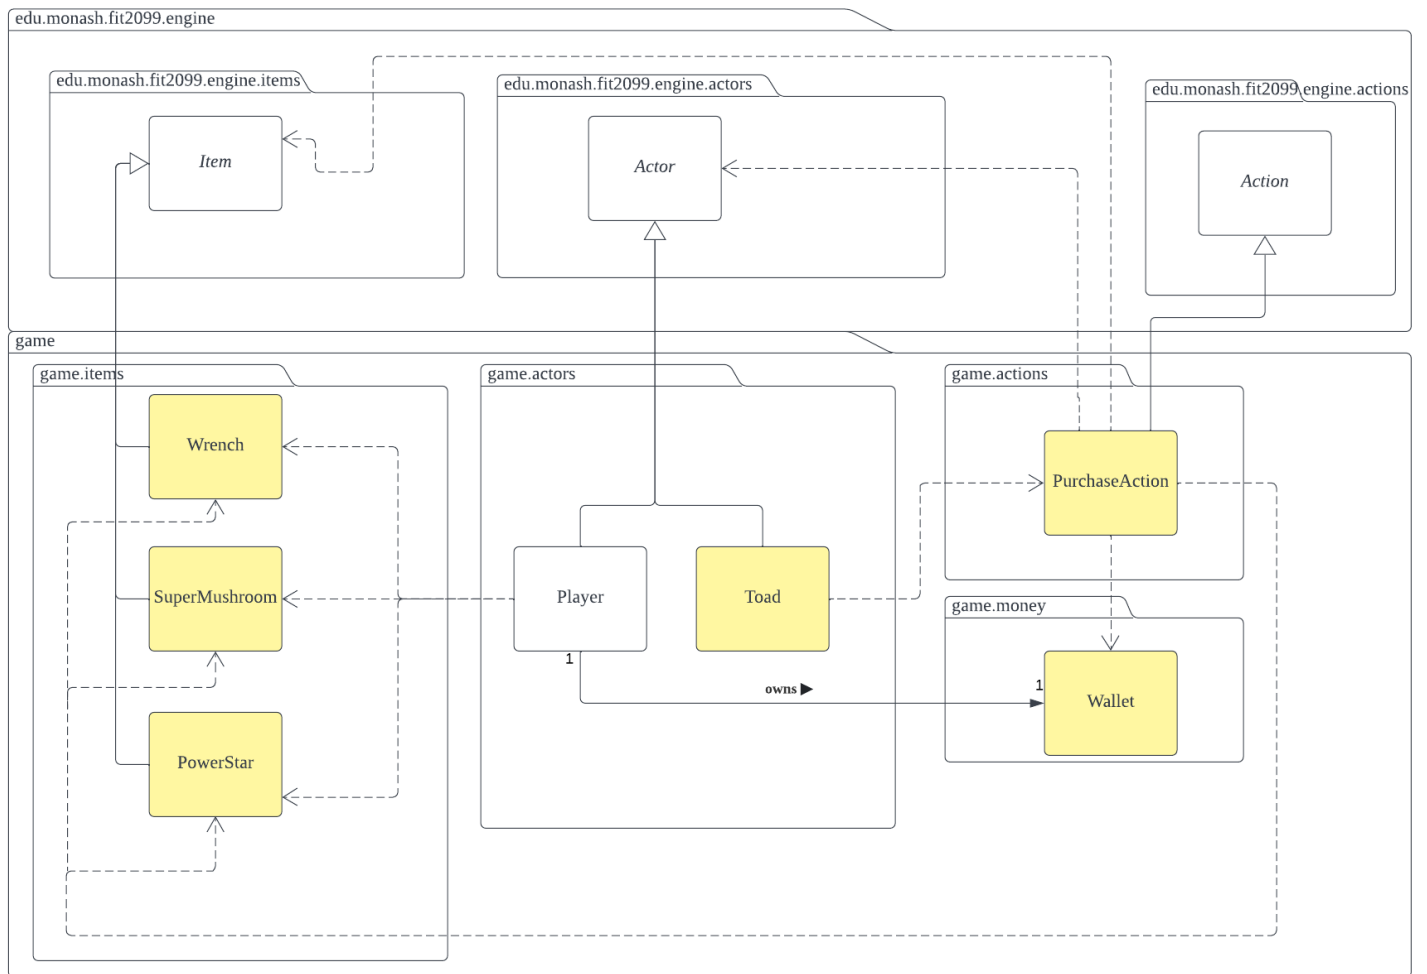 edu.monash.fit2099.engine
edu.monash.fit2099.engine.items
edu.monash.fit2099.engine.actors
edu.monash.fit2099.engine.actions
Item
Actor
Action
game
game.items
game.actors
game.actions
Wrench
PurchaseAction
SuperMushroom
Player
Toad
game.money
1
owns ▶
1
Wallet
PowerStar